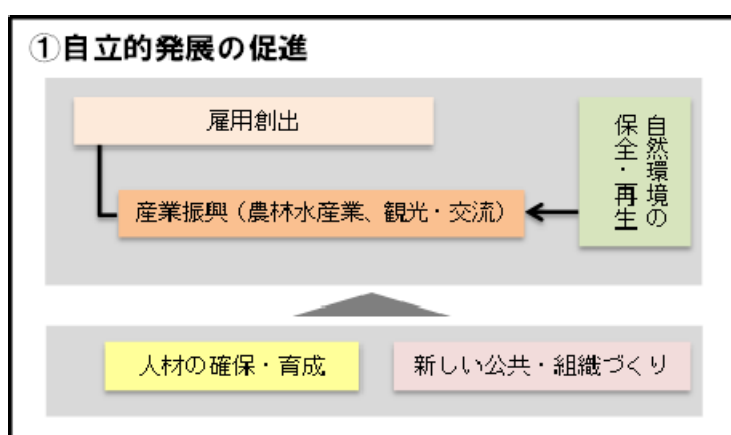 ①自立的発展の促進
雇用創出
自然環境の
保全・再生
産業振興（農林水産業、観光・交流）
人材の確保・育成
新しい公共・組織づくり